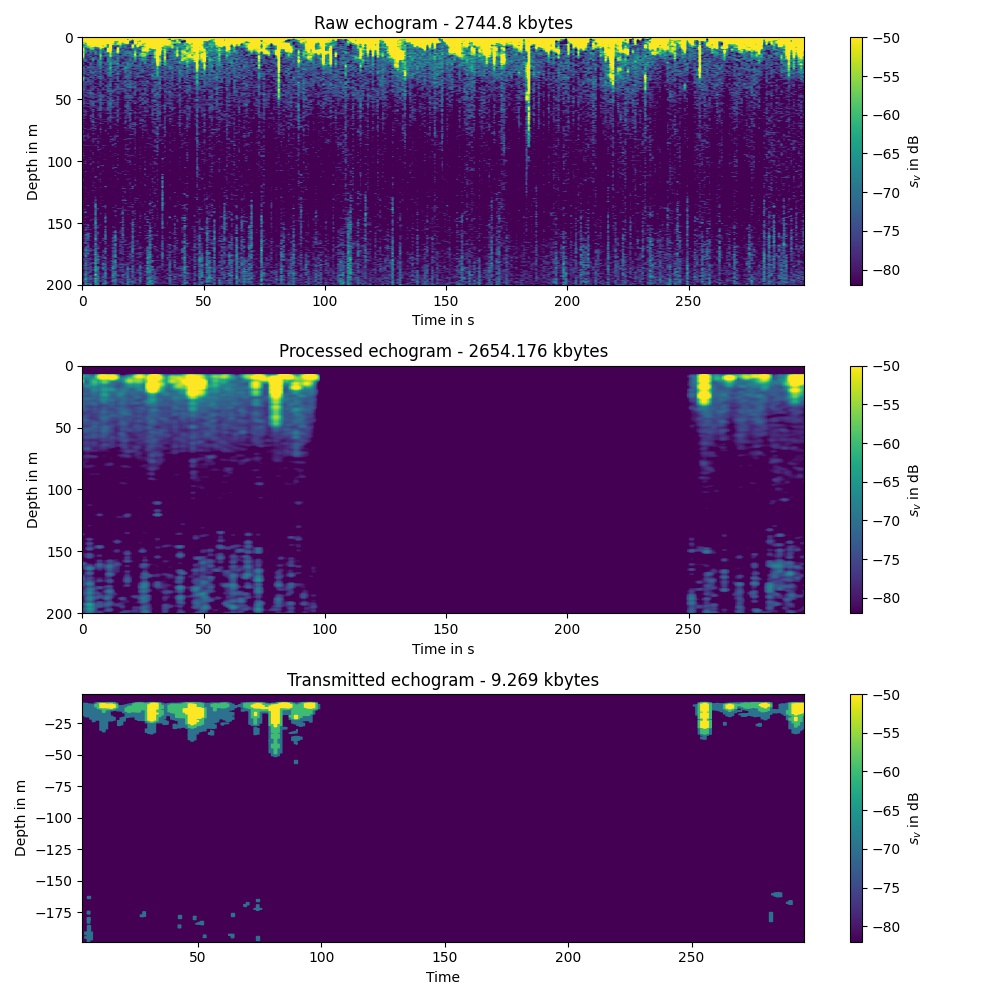 Raw echogram - 2744.8 kbytes
0
50
100
150
200
Depth in m
0 50 100 150 200 250
Time in s
−50
−55
−60
−65
−70
−75
−80
sv in dB
Processed echogram - 2654.176 kbytes
0
50
100
150
200
Depth in m
0 50 100 150 200 250
Time in s
−50
−55
−60
−65
−70
−75
−80
sv in dB
Transmitted echogram - 9.269 kbytes
−25
−50
−75
−100
−125
−150
−175
Depth in m
50 100 150 200 250
Time
−50
−55
−60
−65
−70
−75
−80
sv in dB